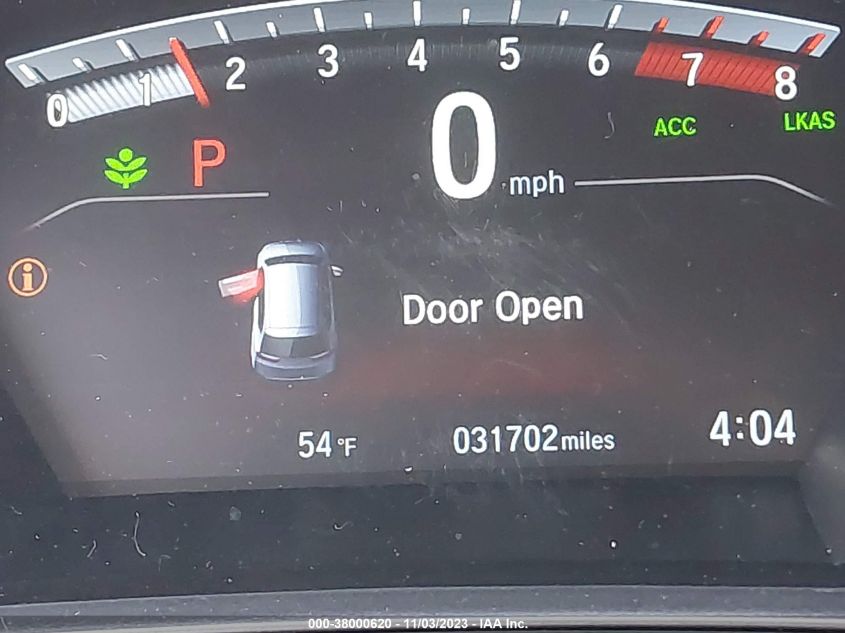 0 1 2 3 4 5 6 7 8
P 0 mph ACC LKAS
i Door Open
54 °F 031702 miles 4:04
000-38000620 - 11/03/2023 - IAA Inc.